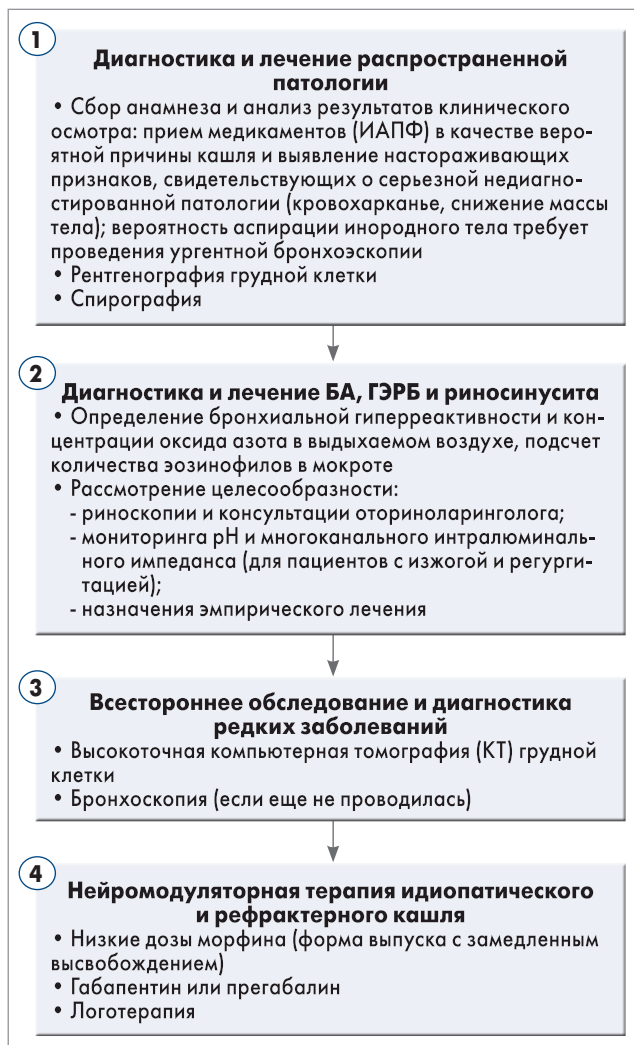 1
Диагностика и лечение распространенной
патологии
• Сбор анамнеза и анализ результатов клинического
осмотра: прием медикаментов (ИАПФ) в качестве веро-
ятной причины кашля и выявление настораживающих
признаков, свидетельствующих о серьезной недиагно-
стированной патологии (кровохарканье, снижение массы
тела); вероятность аспирации инородного тела требует
проведения ургентной бронхоэскопии
• Рентгенография грудной клетки
• Спирография
2
Диагностика и лечение БА, ГЭРБ и риносинусита
• Определение бронхиальной гиперреактивности и кон-
центрации оксида азота в выдыхаемом воздухе, подсчет
количества эозинофилов в мокроте
• Рассмотрение целесообразности:
- риноскопии и консультации оториноларинголога;
- мониторинга pH и многоканального интралюминаль-
ного импеданса (для пациентов с изжогой и регурги-
тацией);
- назначения эмпирического лечения
3
Всестороннее обследование и диагностика
редких заболеваний
• Высокоточная компьютерная томография (КТ) грудной
клетки
• Бронхоскопия (если еще не проводилась)
4
Нейромодуляторная терапия идиопатического
и рефрактерного кашля
• Низкие дозы морфина (форма выпуска с замедленным
высвобождением)
• Габапентин или прегабалин
• Логотерапия